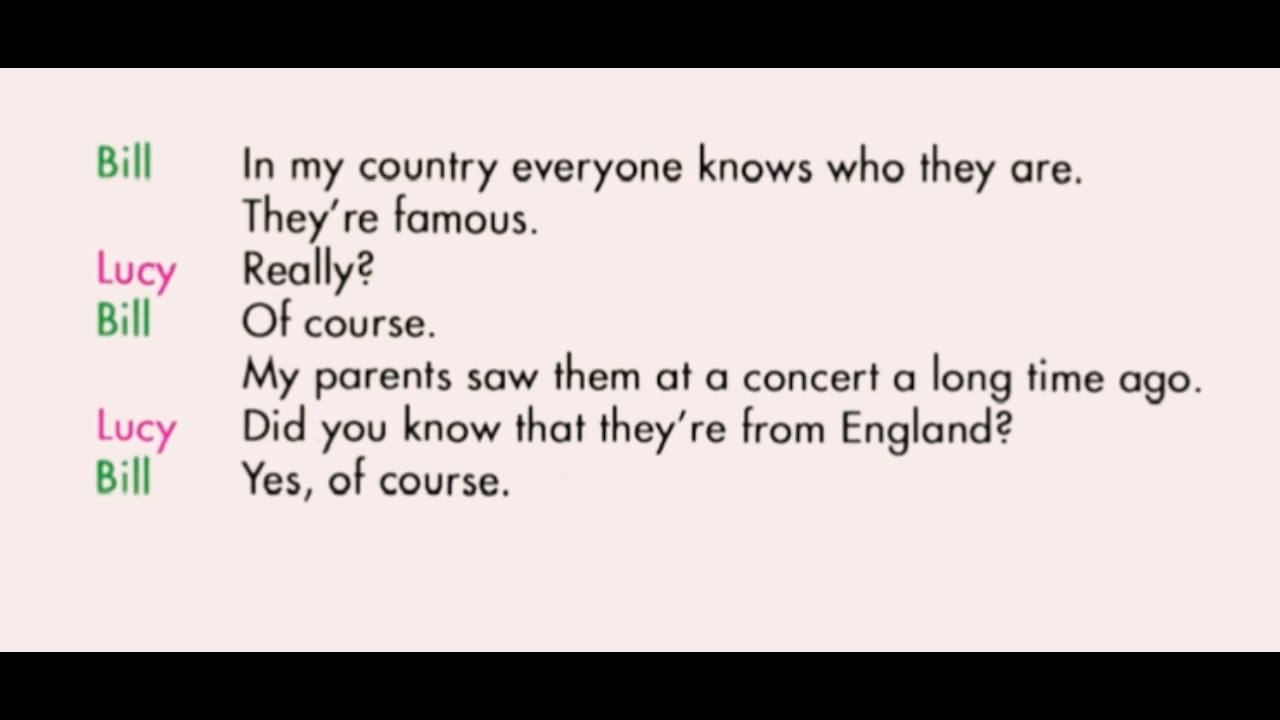 Bill In my country everyone knows who they are.
They're famous.
Lucy Really?
Bill Of course.
My parents saw them at a concert a long time ago.
Lucy Did you know that they're from England?
Bill Yes, of course.